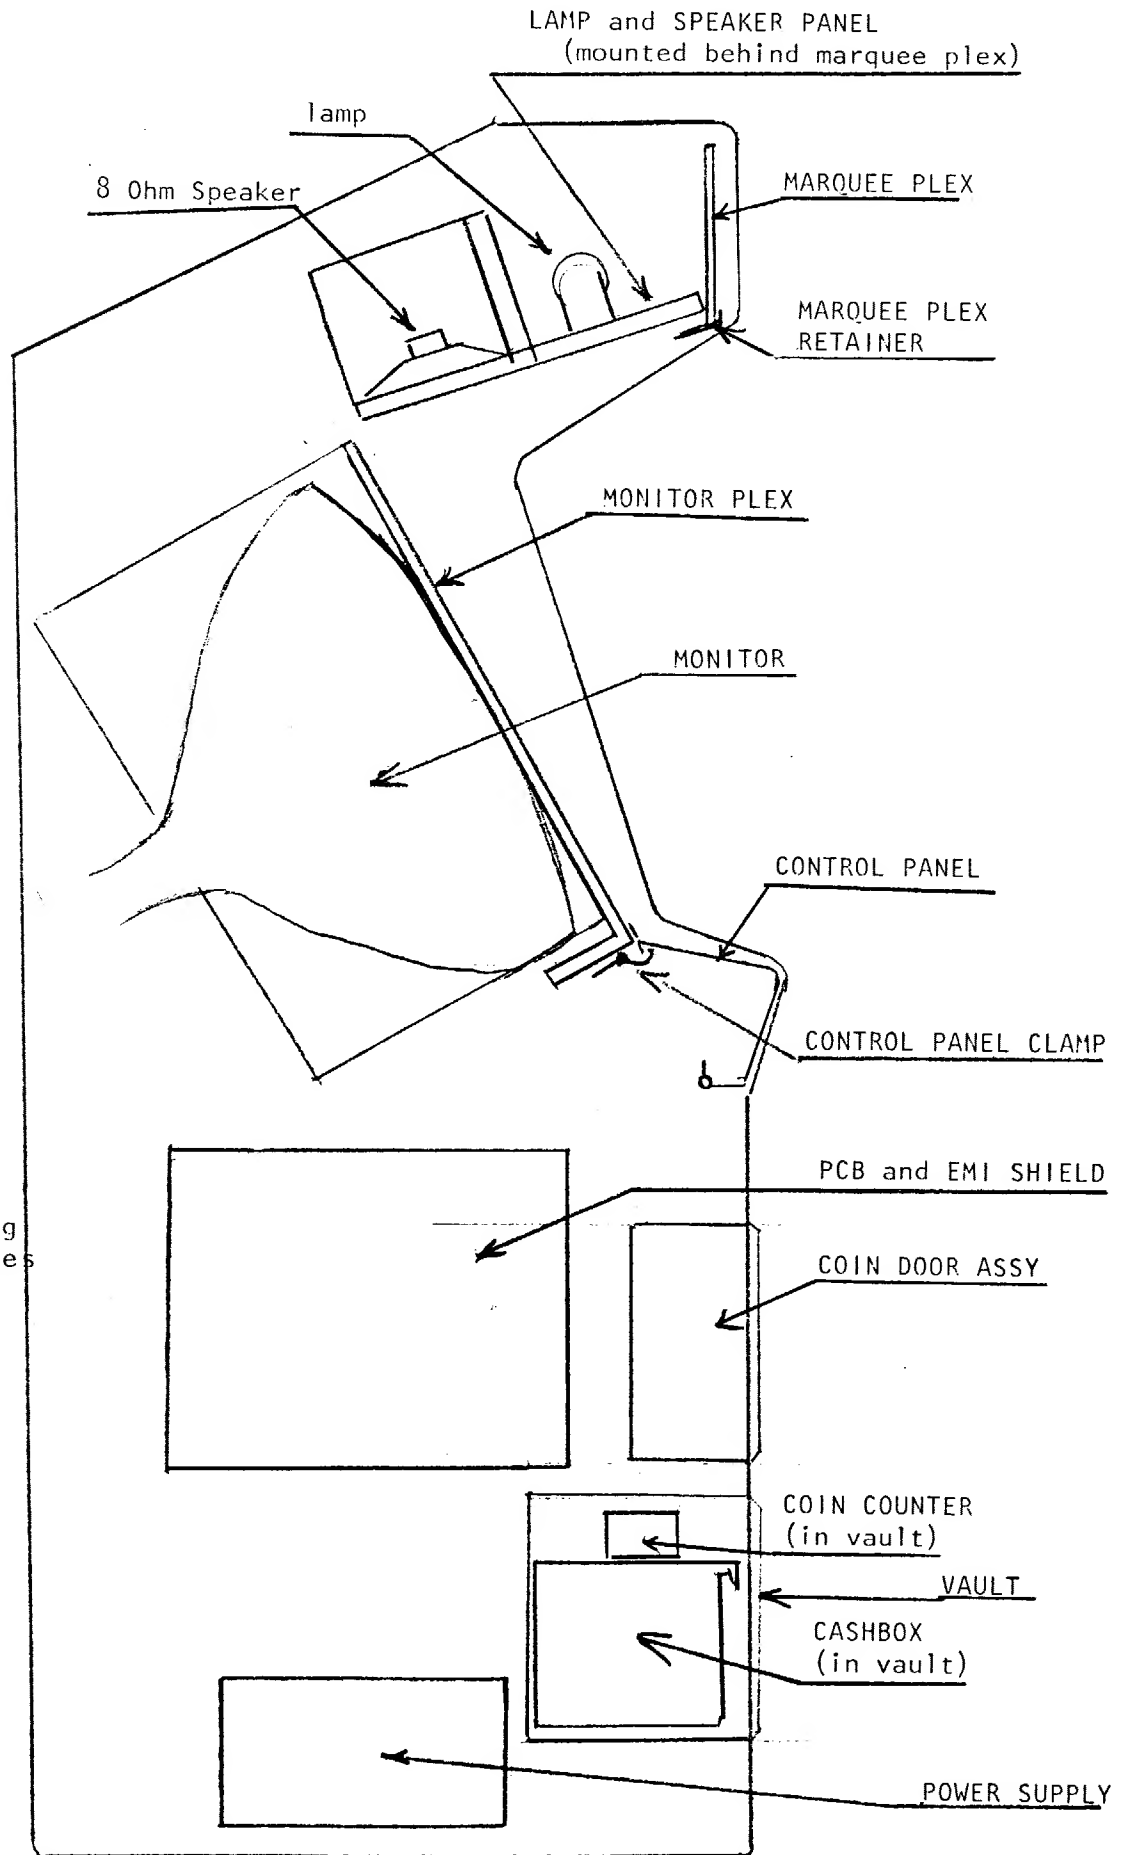 LAMP and SPEAKER PANEL
(mounted behind marquee plex)
lamp
8 Ohm Speaker
MARQUEE PLEX
MARQUEE PLEX
RETAINER
MONITOR PLEX
MONITOR
CONTROL PANEL
CONTROL PANEL CLAMP
PCB and EMI SHIELD
g
es
COIN DOOR ASSY
COIN COUNTER
(in vault)
VAULT
CASHBOX
(in vault)
POWER SUPPLY